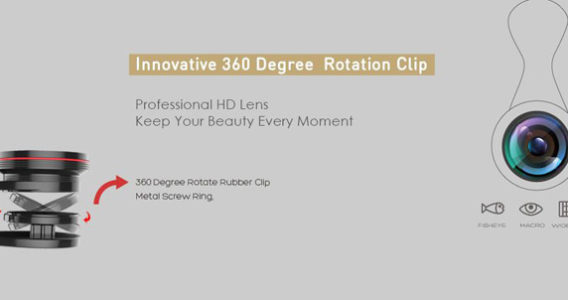 Innovative 360 Degree Rotation Clip
Professional HD Lens
Keep Your Beauty Every Moment
360 Degree Rotate Rubber Clip
Metal Screw Ring.
FISHEYE MACRO